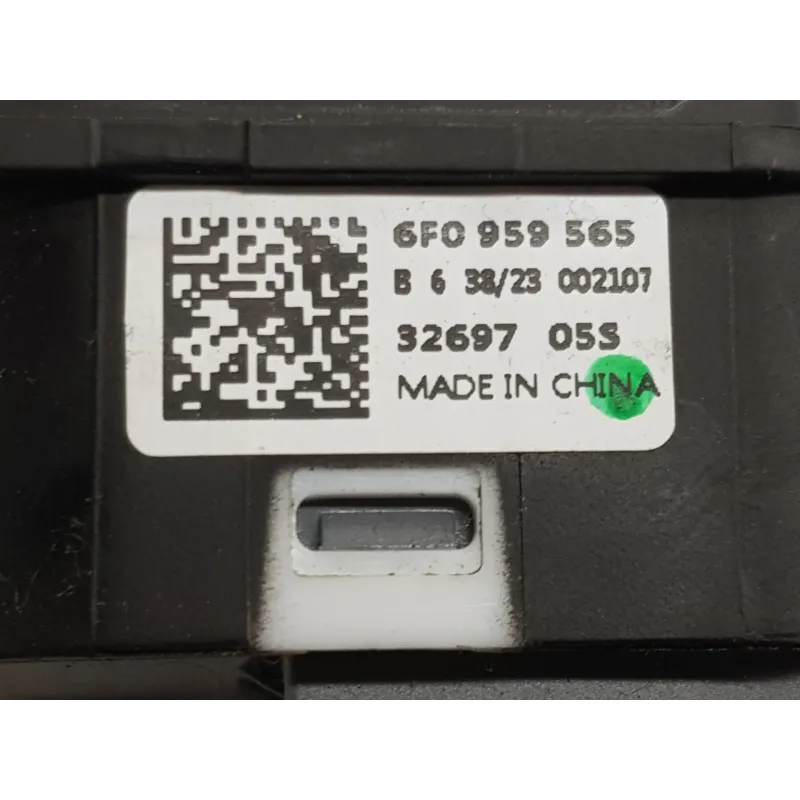 6F0 959 565
B 6 38/23 002107
32697 05S
MADE IN CHINA